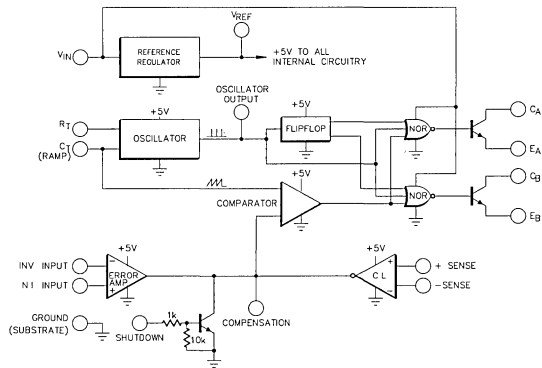 VREF
VIN
REFERENCE
REGULATOR
+5V TO ALL
INTERNAL CIRCUITRY
RT
CT
(RAMP)
+5V
OSCILLATOR
OSCILLATOR
OUTPUT
+5V
FLIPFLOP
NOR
CA
EA
COMPARATOR
+5V
NOR
CB
EB
INV INPUT
N I INPUT
+5V
ERROR
AMP
-
+
+5V
CL
+
-
+ SENSE
-SENSE
GROUND
(SUBSTRATE)
SHUTDOWN
1k
10k
COMPENSATION